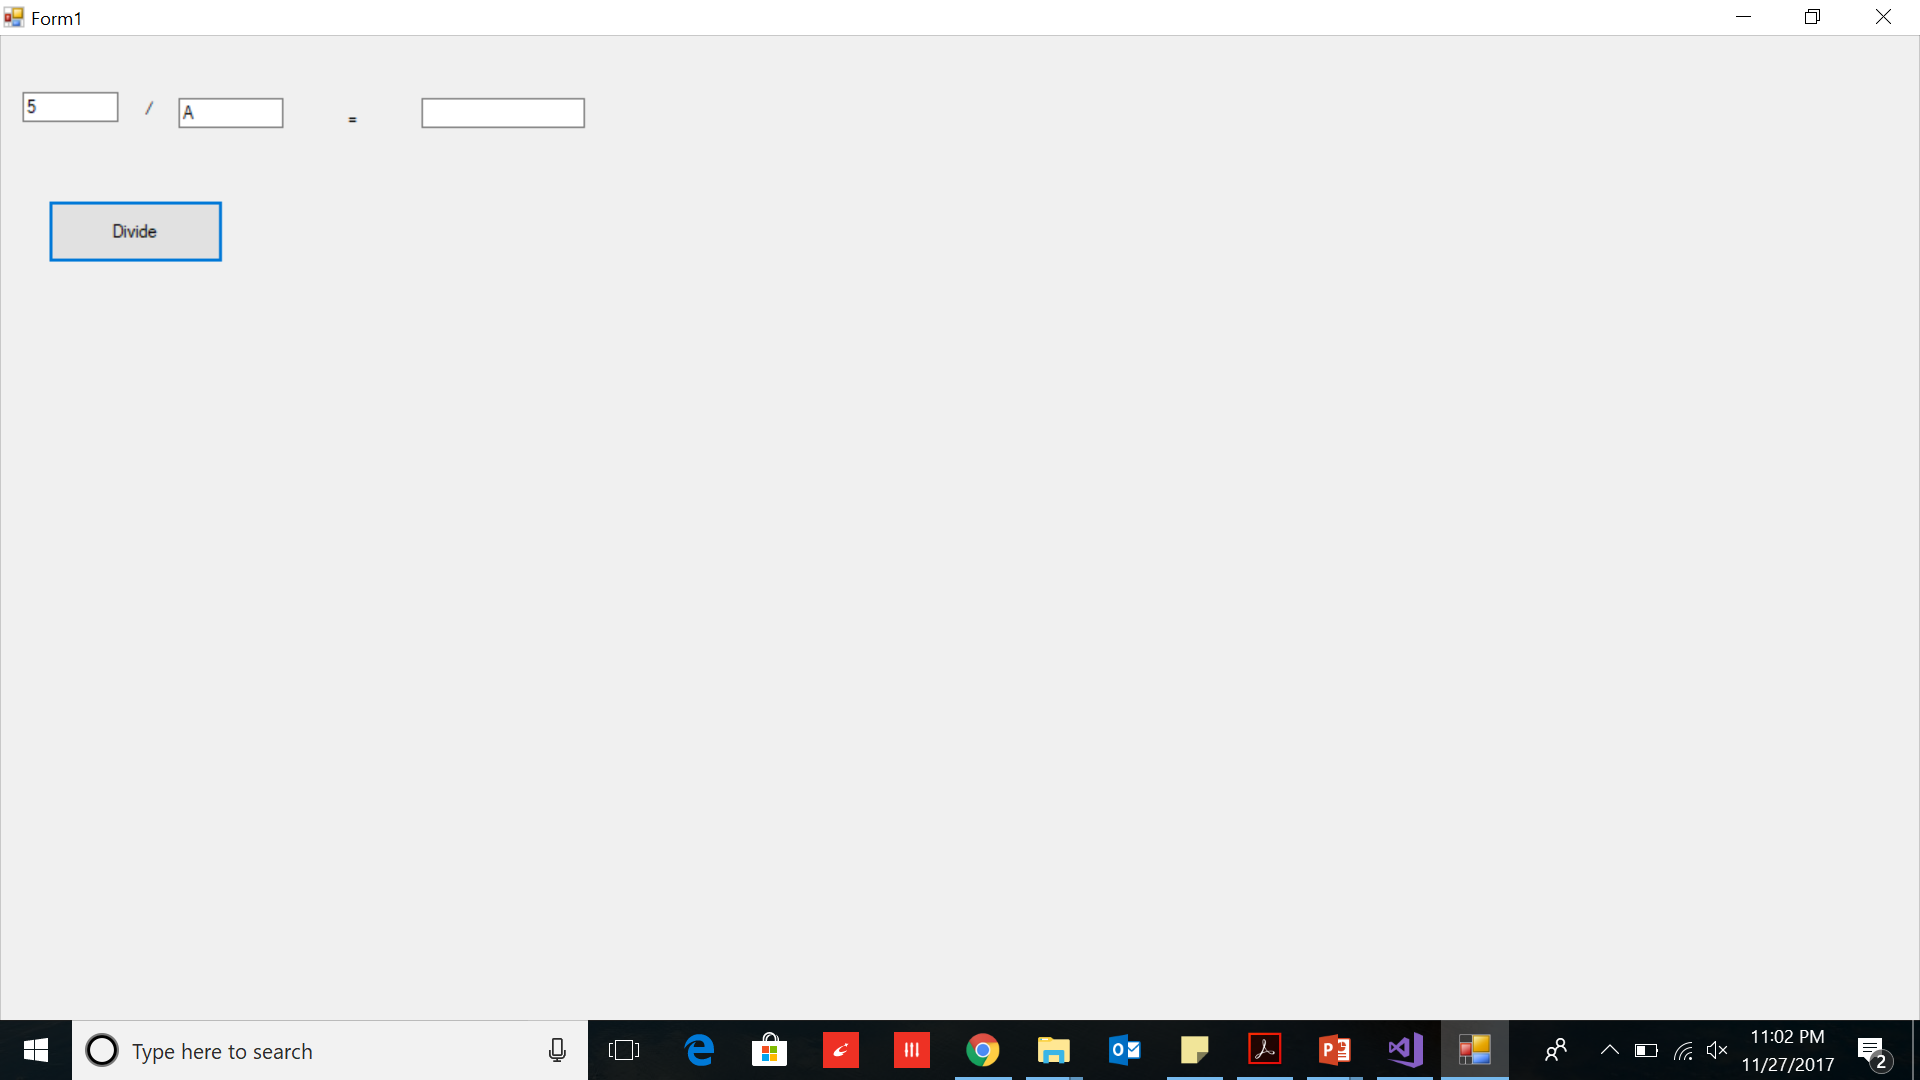 Form1
5 / A =
Divide
Type here to search
11:02 PM
11/27/2017
2